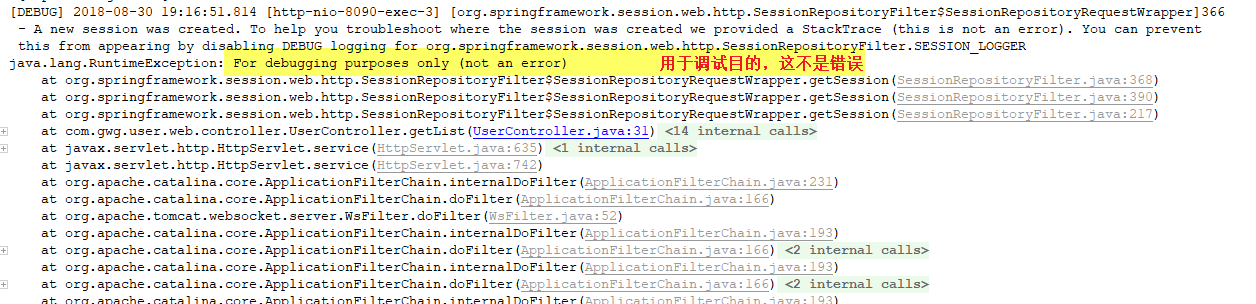 [DEBUG] 2018-08-30 19:16:51.814 [http-nio-8090-exec-3] [org.springframework.session.web.http.SessionRepositoryFilter$SessionRepositoryRequestWrapper]366
- A new session was created. To help you troubleshoot where the session was created we provided a StackTrace (this is not an error). You can prevent
this from appearing by disabling DEBUG logging for org.springframework.session.web.http.SessionRepositoryFilter.SESSION_LOGGER
java.lang.RuntimeException: For debugging purposes only (not an error) 用于调试目的，这不是错误
at org.springframework.session.web.http.SessionRepositoryFilter$SessionRepositoryRequestWrapper.getSession(SessionRepositoryFilter.java:368)
at org.springframework.session.web.http.SessionRepositoryFilter$SessionRepositoryRequestWrapper.getSession(SessionRepositoryFilter.java:390)
at org.springframework.session.web.http.SessionRepositoryFilter$SessionRepositoryRequestWrapper.getSession(SessionRepositoryFilter.java:217)
at com.gwg.user.web.controller.UserController.getList(UserController.java:31) <14 internal calls>
at javax.servlet.http.HttpServlet.service(HttpServlet.java:635) <1 internal calls>
at javax.servlet.http.HttpServlet.service(HttpServlet.java:742)
at org.apache.catalina.core.ApplicationFilterChain.internalDoFilter(ApplicationFilterChain.java:231)
at org.apache.catalina.core.ApplicationFilterChain.doFilter(ApplicationFilterChain.java:166)
at org.apache.tomcat.websocket.server.WsFilter.doFilter(WsFilter.java:52)
at org.apache.catalina.core.ApplicationFilterChain.internalDoFilter(ApplicationFilterChain.java:193)
at org.apache.catalina.core.ApplicationFilterChain.doFilter(ApplicationFilterChain.java:166) <2 internal calls>
at org.apache.catalina.core.ApplicationFilterChain.internalDoFilter(ApplicationFilterChain.java:193)
at org.apache.catalina.core.ApplicationFilterChain.doFilter(ApplicationFilterChain.java:166) <2 internal calls>
at org.apache.catalina.core.ApplicationFilterChain.internalDoFilter(ApplicationFilterChain.java:193)